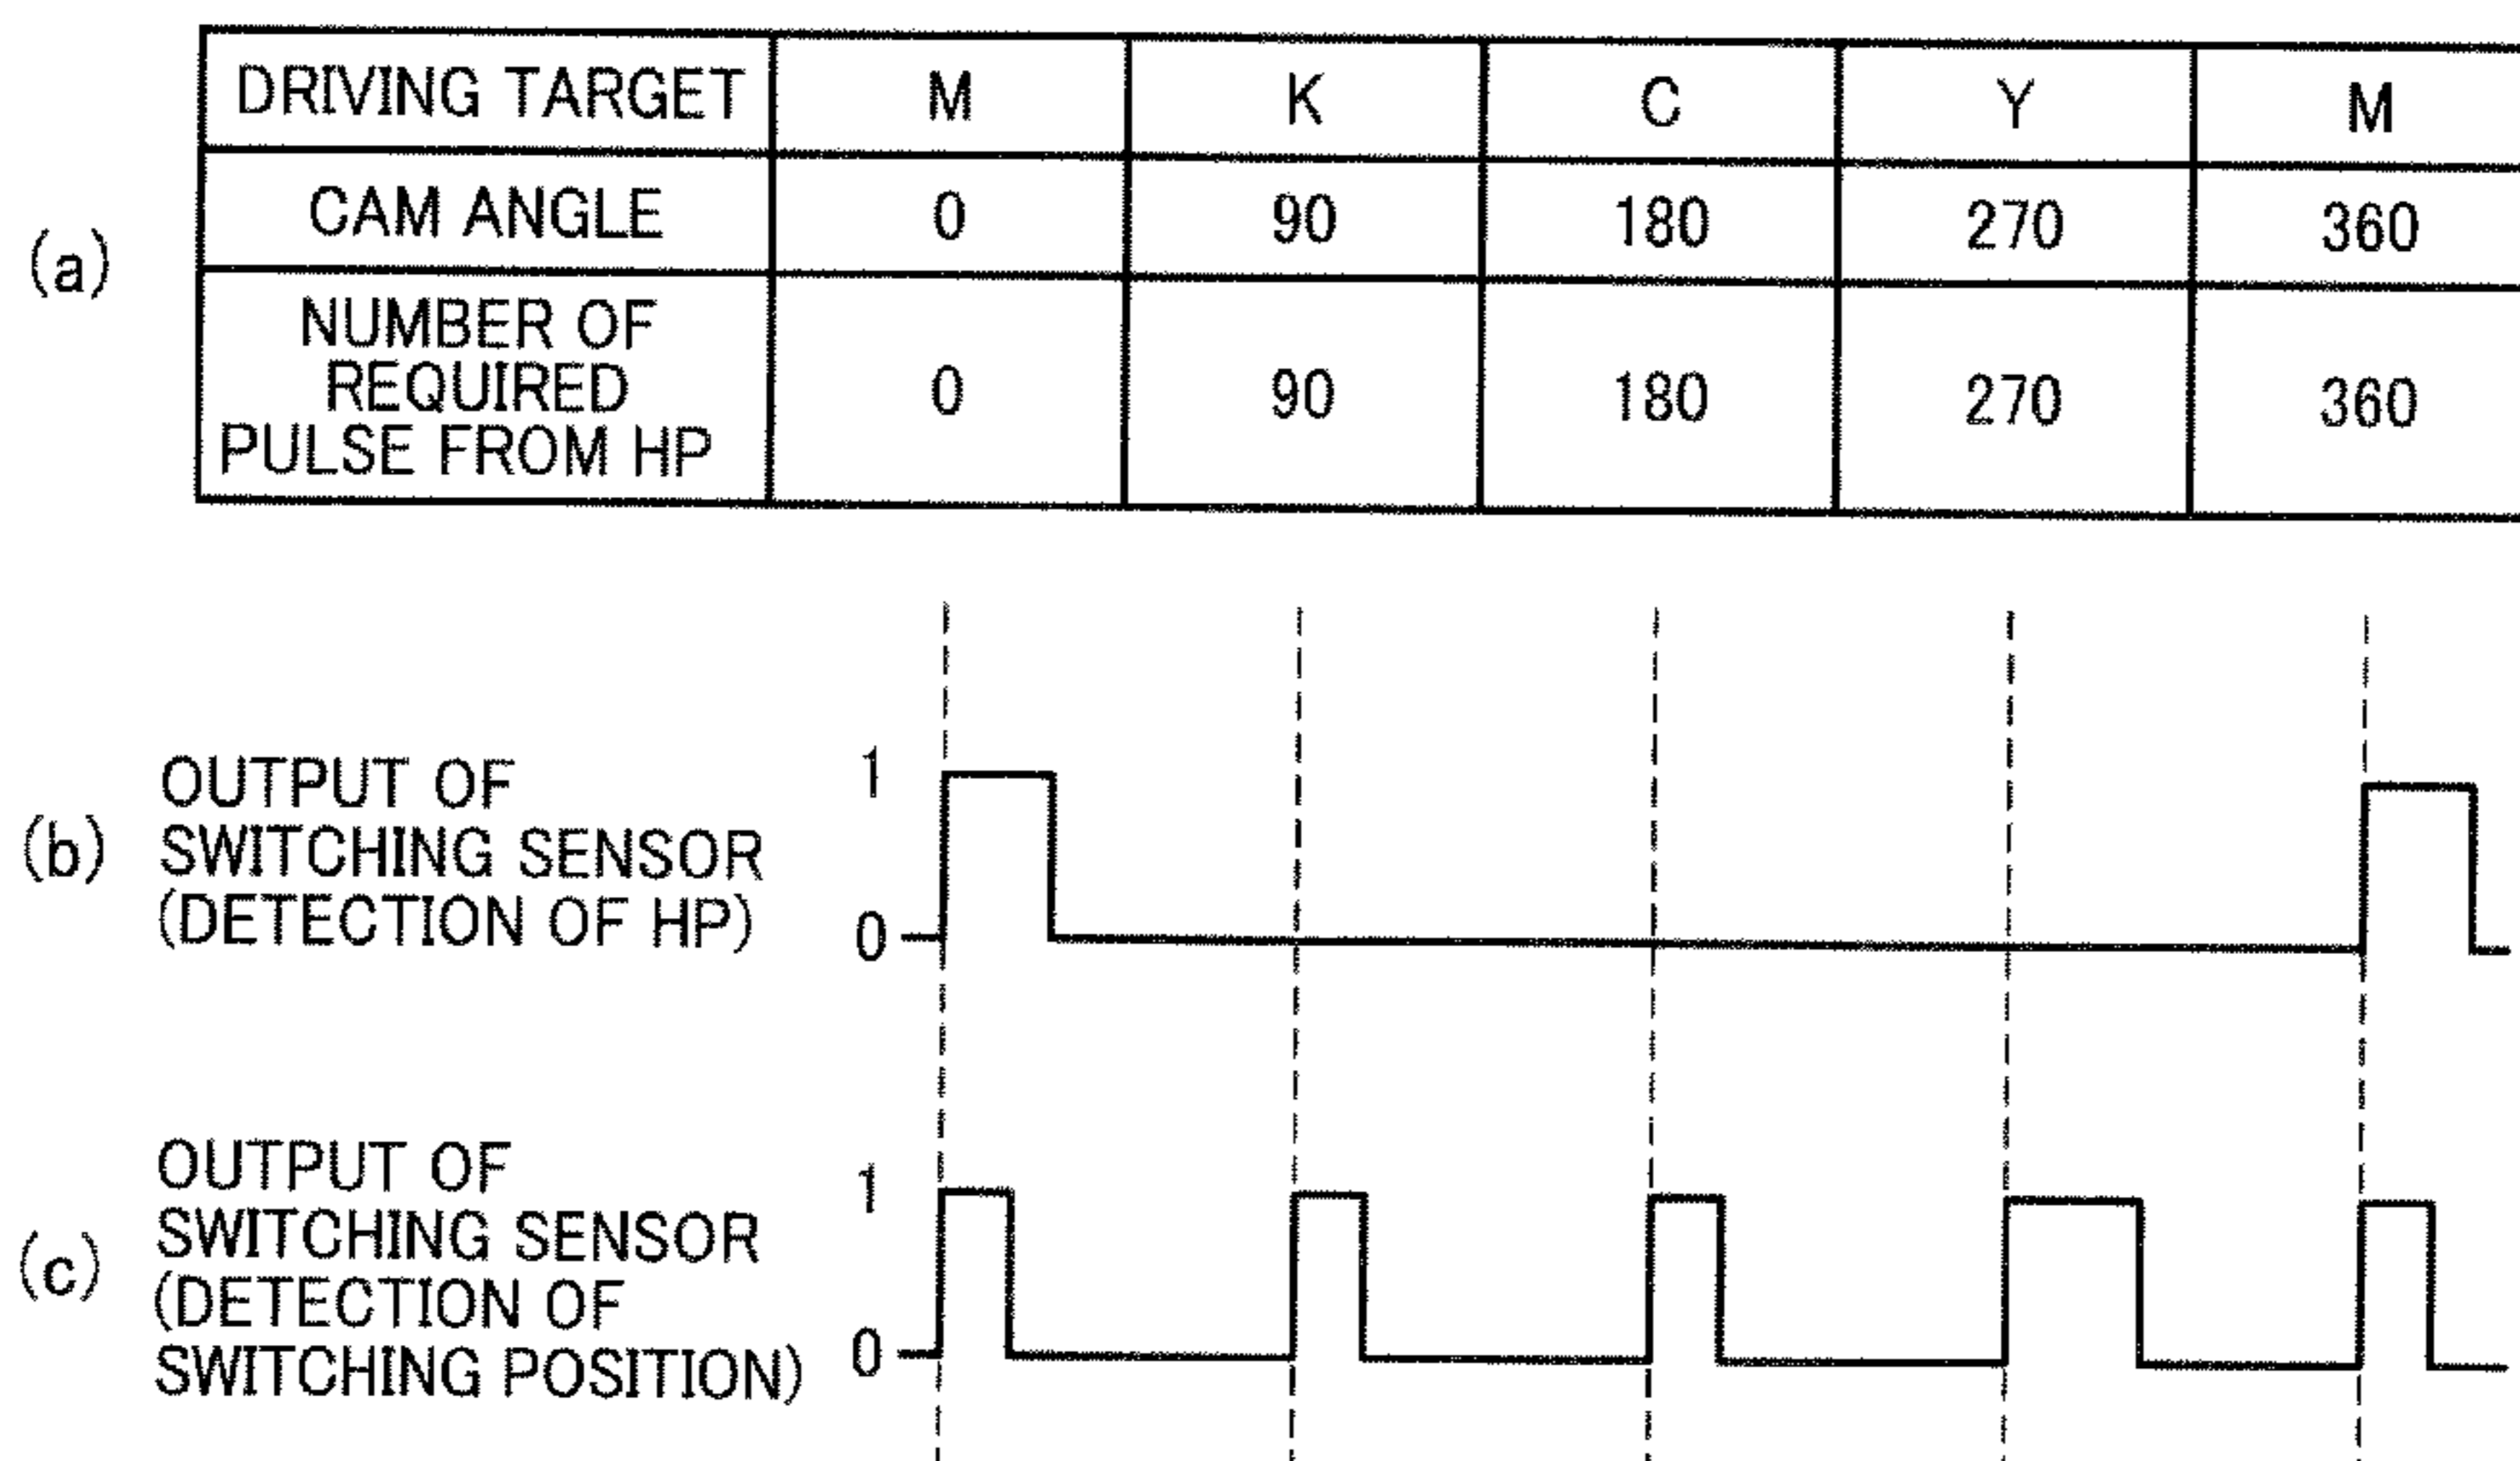 DRIVING TARGET M K C Y M
(a)
CAM ANGLE 0 90 180 270 360
NUMBER OF
REQUIRED
PULSE FROM HP
0 90 180 270 360
(b)
OUTPUT OF
SWITCHING SENSOR
(DETECTION OF HP)
1
0
(c)
OUTPUT OF
SWITCHING SENSOR
(DETECTION OF
SWITCHING POSITION)
1
0